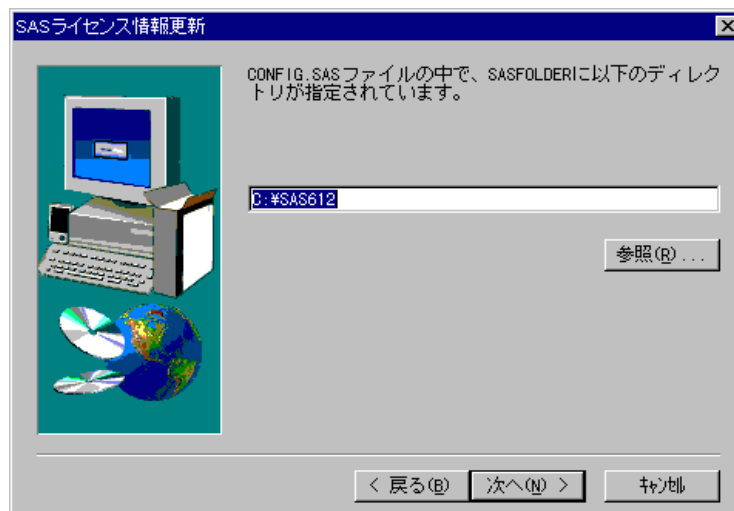 SASライセンス情報更新
CONFIG.SASファイルの中で、SASFOLDERに以下のディレク
トリが指定されています。
C:¥SAS612
参照(R)...
< 戻る(B)
次へ(N) >
ｷｬﾝｾﾙ